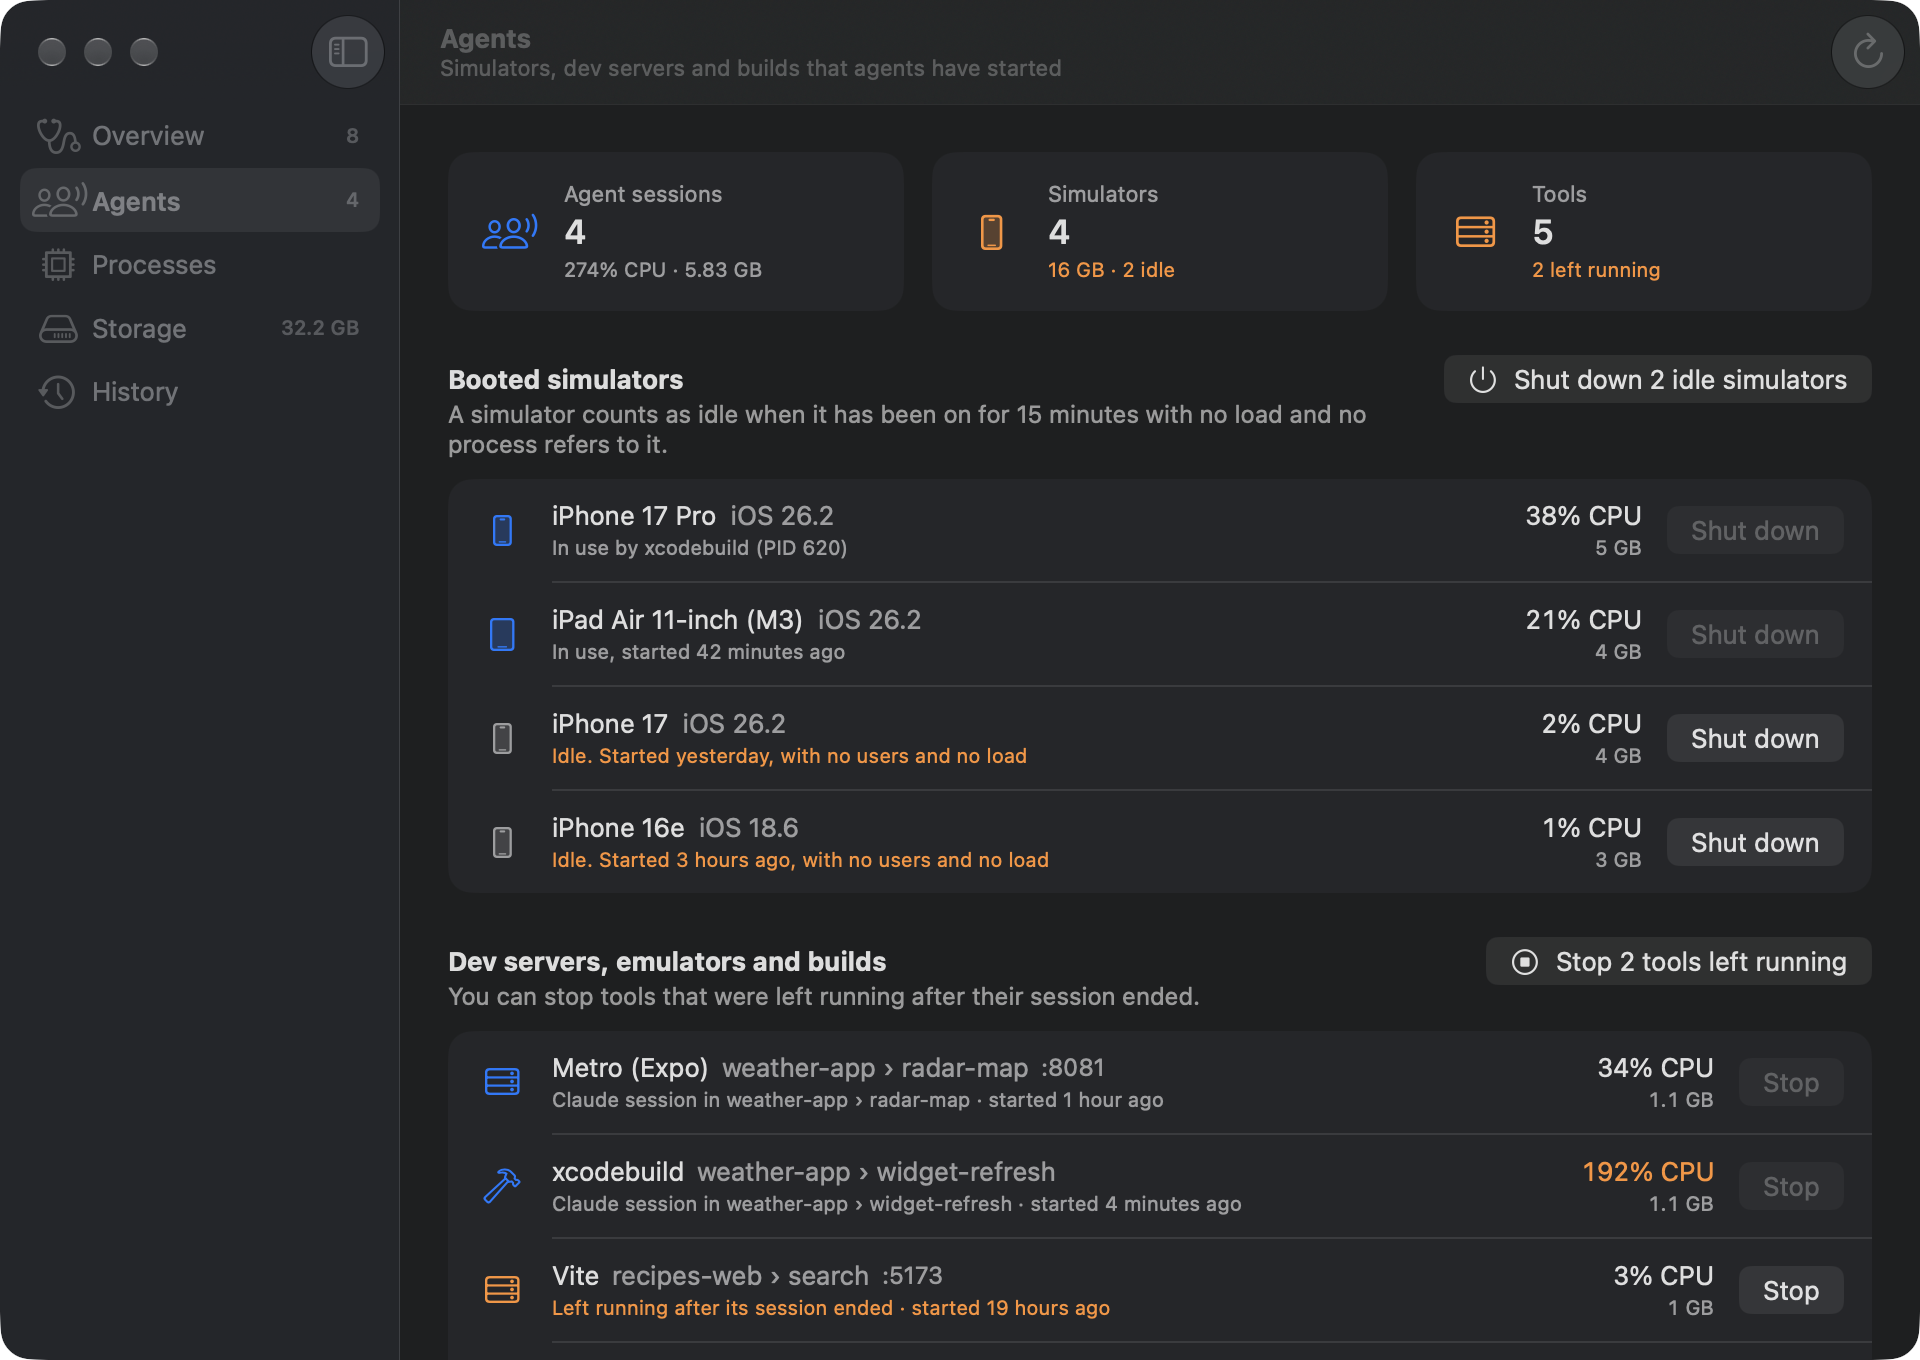 Agents
Simulators, dev servers and builds that agents have started
Overview 8
Agents 4
Processes
Storage 32.2 GB
History
Agent sessions
4
274% CPU · 5.83 GB
Simulators
4
16 GB · 2 idle
Tools
5
2 left running
Booted simulators
Shut down 2 idle simulators
A simulator counts as idle when it has been on for 15 minutes with no load and no
process refers to it.
iPhone 17 Pro iOS 26.2
In use by xcodebuild (PID 620)
38% CPU
5 GB
Shut down
iPad Air 11-inch (M3) iOS 26.2
In use, started 42 minutes ago
21% CPU
4 GB
Shut down
iPhone 17 iOS 26.2
Idle. Started yesterday, with no users and no load
2% CPU
4 GB
Shut down
iPhone 16e iOS 18.6
Idle. Started 3 hours ago, with no users and no load
1% CPU
3 GB
Shut down
Dev servers, emulators and builds
Stop 2 tools left running
You can stop tools that were left running after their session ended.
Metro (Expo) weather-app › radar-map :8081
Claude session in weather-app › radar-map · started 1 hour ago
34% CPU
1.1 GB
Stop
xcodebuild weather-app › widget-refresh
Claude session in weather-app › widget-refresh · started 4 minutes ago
192% CPU
1.1 GB
Stop
Vite recipes-web › search :5173
Left running after its session ended · started 19 hours ago
3% CPU
1 GB
Stop